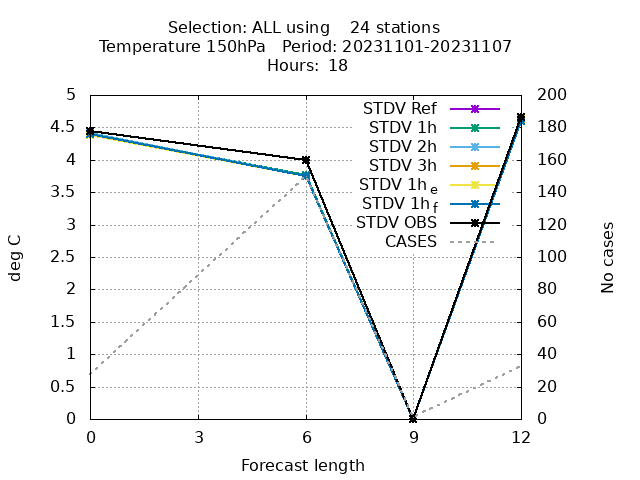 Selection: ALL using    24 stations
Temperature 150hPa   Period: 20231101-20231107
Hours:  18
5
4.5
4
3.5
3
2.5
2
1.5
1
0.5
0
deg C
STDV Ref
STDV 1h
STDV 2h
STDV 3h
STDV 1h e
STDV 1h f
STDV OBS
CASES
200
180
160
140
120
100
80
60
40
20
0
No cases
0 3 6 9 12
Forecast length